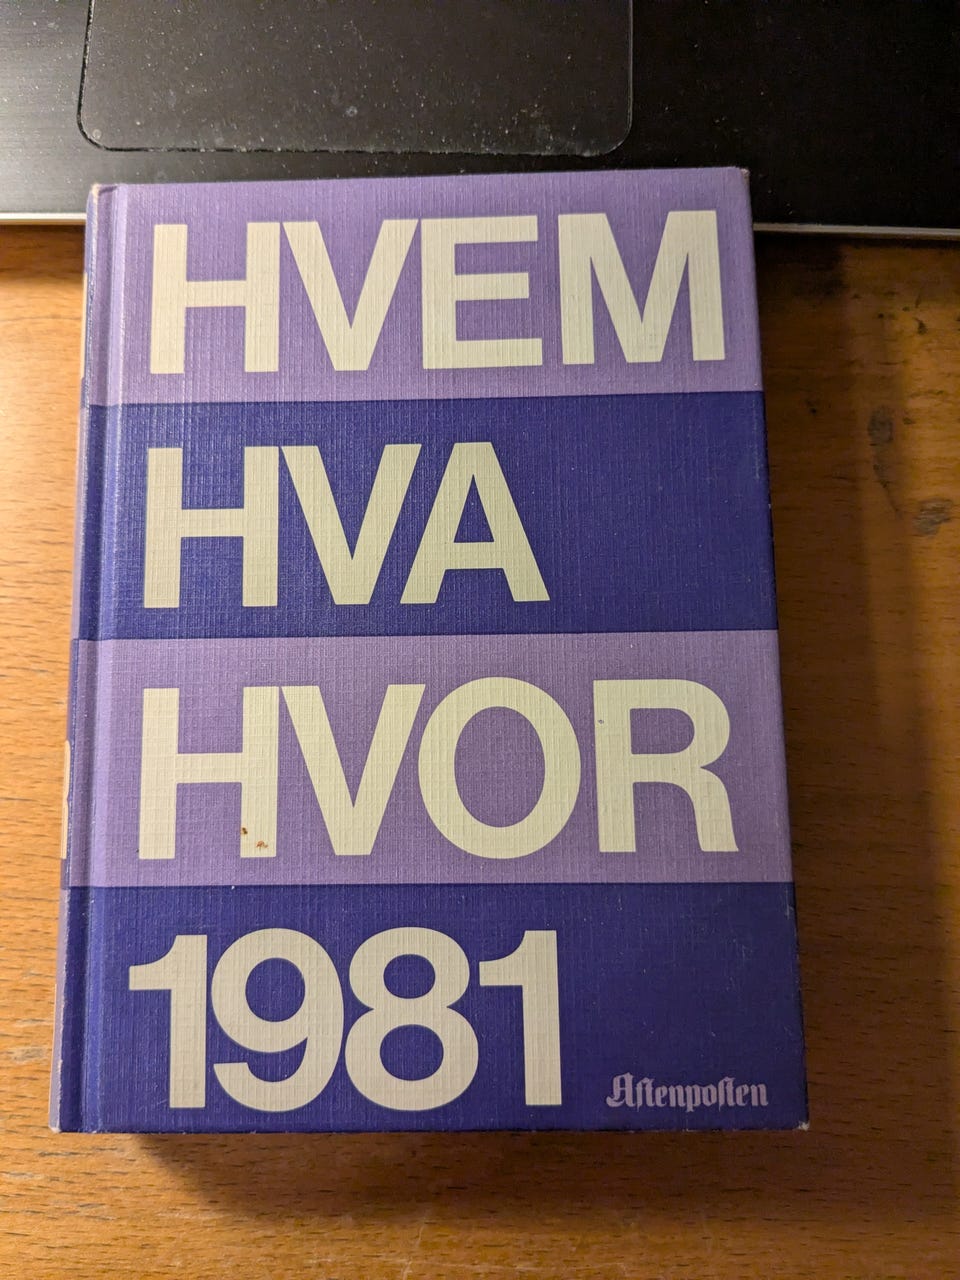 HVEM
HVA
HVOR
1981
Aftenposten